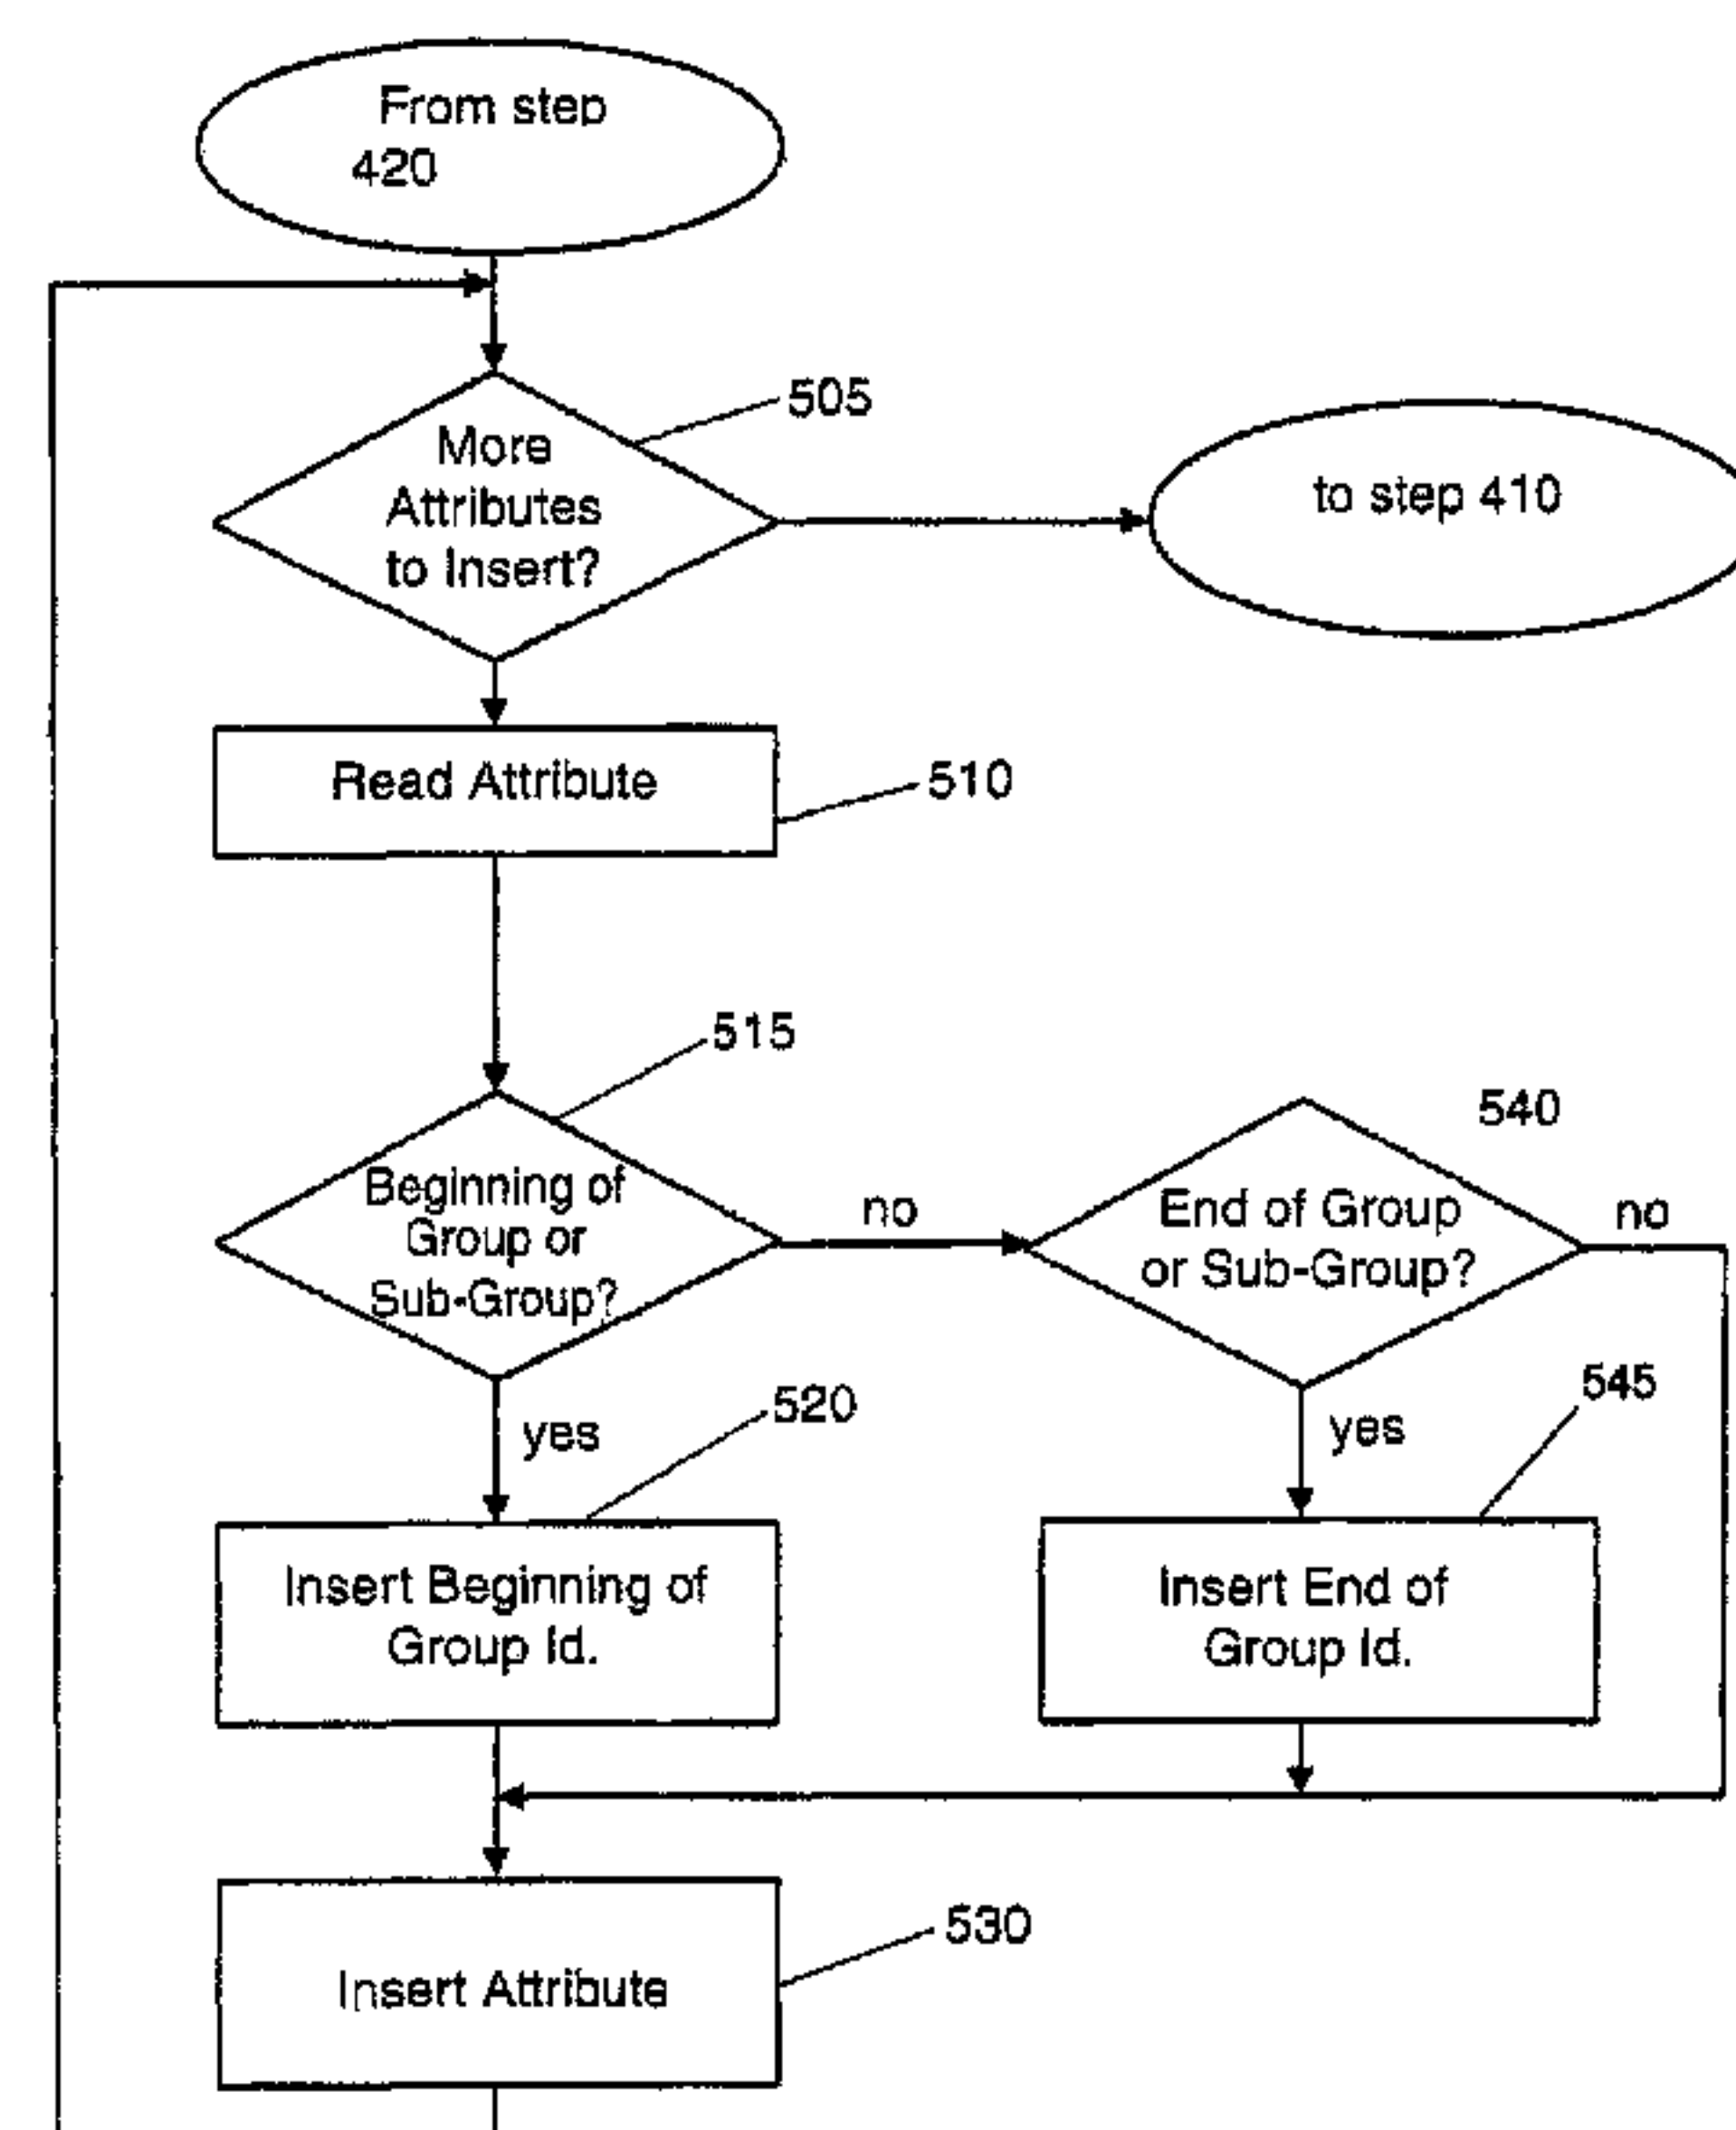 From step
420
505
More
Attributes
to Insert?
to step 410
Read Attribute
510
515
540
Beginning of
Group or
Sub-Group?
no
End of Group
or Sub-Group?
no
yes
520
yes
545
Insert Beginning of
Group Id.
Insert End of
Group Id.
530
Insert Attribute